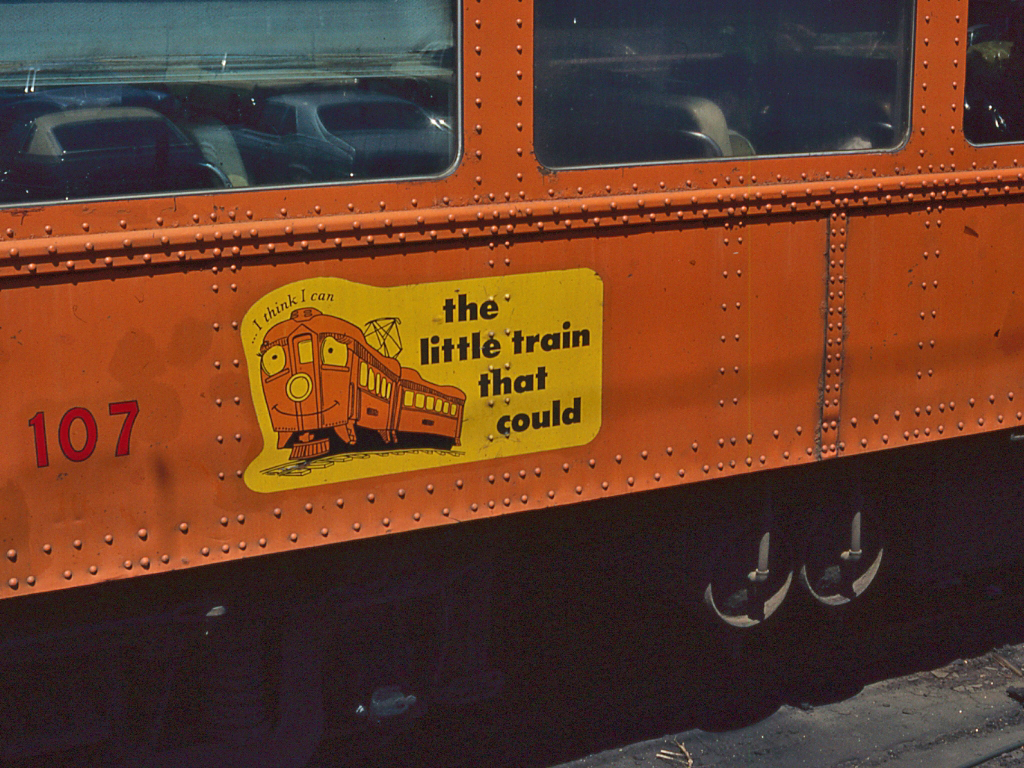 ...I think I can
the
little train
that
could
107